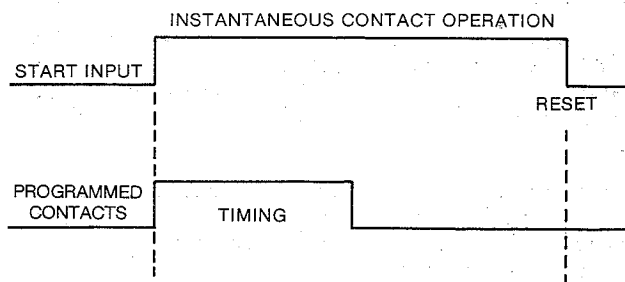 INSTANTANEOUS CONTACT OPERATION
START INPUT
RESET
PROGRAMMED
CONTACTS
TIMING